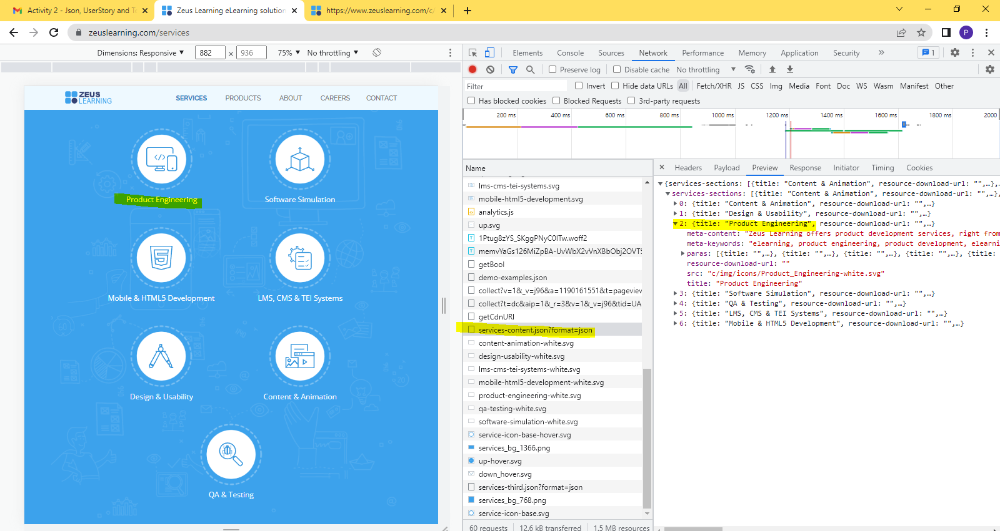 Activity 2 - Json, UserStory and Te
Zeus Learning eLearning solution
https://www.zeuslearning.com/c/
zeuslearning.com/services
P
Dimensions: Responsive
882 × 936
75%
No throttling
Elements Console Sources Network Performance Memory Application Security
1
Preserve log
Disable cache
No throttling
Filter
Invert Hide data URLs All Fetch/XHR JS CSS Img Media Font Doc WS Wasm Manifest Other
Has blocked cookies Blocked Requests 3rd-party requests
200 ms 400 ms 600 ms 800 ms 1000 ms 1200 ms 1400 ms 1600 ms 1800 ms 2000
ZEUS
LEARNING
SERVICES PRODUCTS ABOUT CAREERS CONTACT
Product Engineering
Software Simulation
Mobile & HTML5 Development
LMS, CMS & TEI Systems
Design & Usability
Content & Animation
QA & Testing
Name
lms-cms-tei-systems.svg
mobile-html5-development.svg
analytics.js
up.svg
1Ptug8zYS_SKggPNyC0ITw.woff2
memvYaGs126MiZpBA-UvWbX2vVnXBbObj2OVTS
getBool
demo-examples.json
collect?v=1&_v=j96&a=1190161551&t=pageview
collect?t=dc&aip=1&_r=3&v=1&_v=j96&tid=UA
getCdnURI
services-content.json?format=json
content-animation-white.svg
design-usability-white.svg
lms-cms-tei-systems-white.svg
mobile-html5-development-white.svg
product-engineering-white.svg
qa-testing-white.svg
software-simulation-white.svg
service-icon-base-hover.svg
services_bg_1366.png
up-hover.svg
down_hover.svg
services-third.json?format=json
services_bg_768.png
service-icon-base.svg
60 requests 12.6 kB transferred 1.5 MB resources
Headers Payload Preview Response Initiator Timing Cookies
{services-sections: [{title: "Content & Animation", resource-download-url: "",…},…
services-sections: [{title: "Content & Animation", resource-download-url: "",…},
0: {title: "Content & Animation", resource-download-url: "",…}
1: {title: "Design & Usability", resource-download-url: "",…}
2: {title: "Product Engineering", resource-download-url: "",…}
meta-content: "Zeus Learning offers product development services, right from
meta-keywords: "elearning, product engineering, product development, elearni
paras: [{title: "",…}, {title: "",…}, {title: "",…}, {title: "",…}, {title:
resource-download-url: ""
src: "c/img/icons/Product_Engineering-white.svg"
title: "Product Engineering"
3: {title: "Software Simulation", resource-download-url: "",…}
4: {title: "QA & Testing", resource-download-url: "",…}
5: {title: "LMS, CMS & TEI Systems", resource-download-url: "",…}
6: {title: "Mobile & HTML5 Development", resource-download-url: "",…}